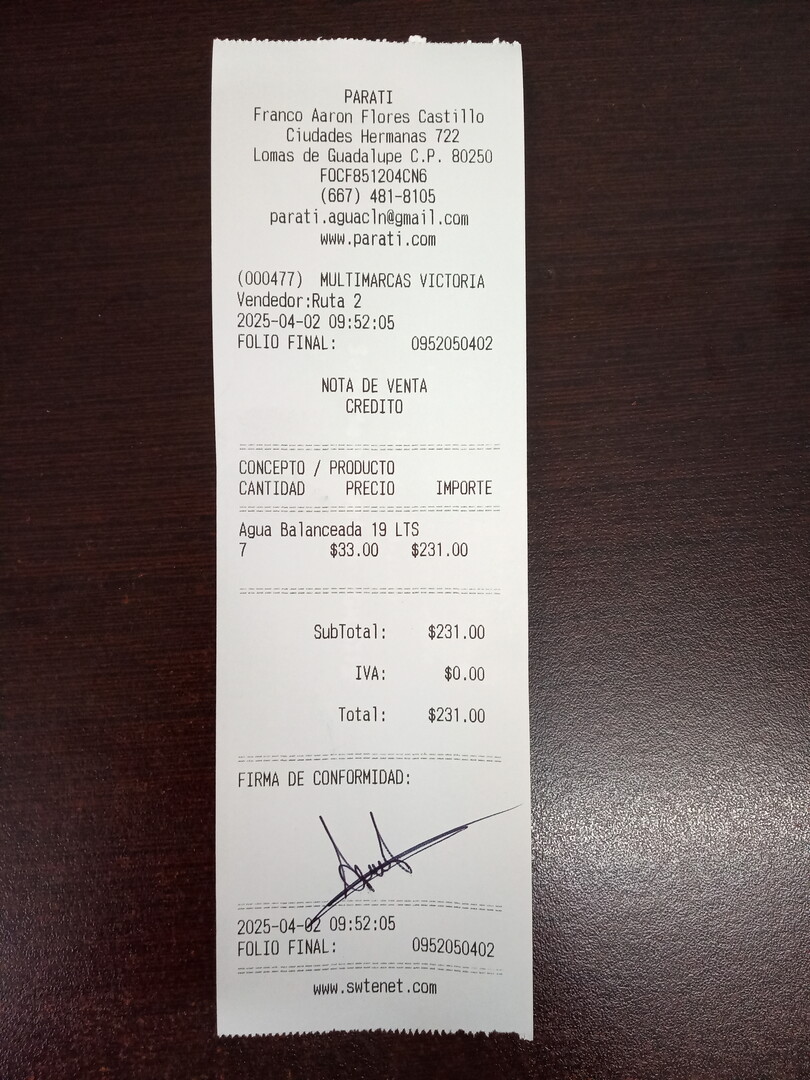 PARATI
Franco Aaron Flores Castillo
Ciudades Hermanas 722
Lomas de Guadalupe C.P. 80250
FOCF851204CN6
(667) 481-8105
parati.aguacln@gmail.com
www.parati.com
(000477) MULTIMARCAS VICTORIA
Vendedor:Ruta 2
2025-04-02 09:52:05
FOLIO FINAL: 0952050402
NOTA DE VENTA
CREDITO
CONCEPTO / PRODUCTO
CANTIDAD PRECIO IMPORTE
Agua Balanceada 19 LTS
7 $33.00 $231.00
SubTotal: $231.00
IVA: $0.00
Total: $231.00
FIRMA DE CONFORMIDAD:
2025-04-02 09:52:05
FOLIO FINAL: 0952050402
www.swtenet.com